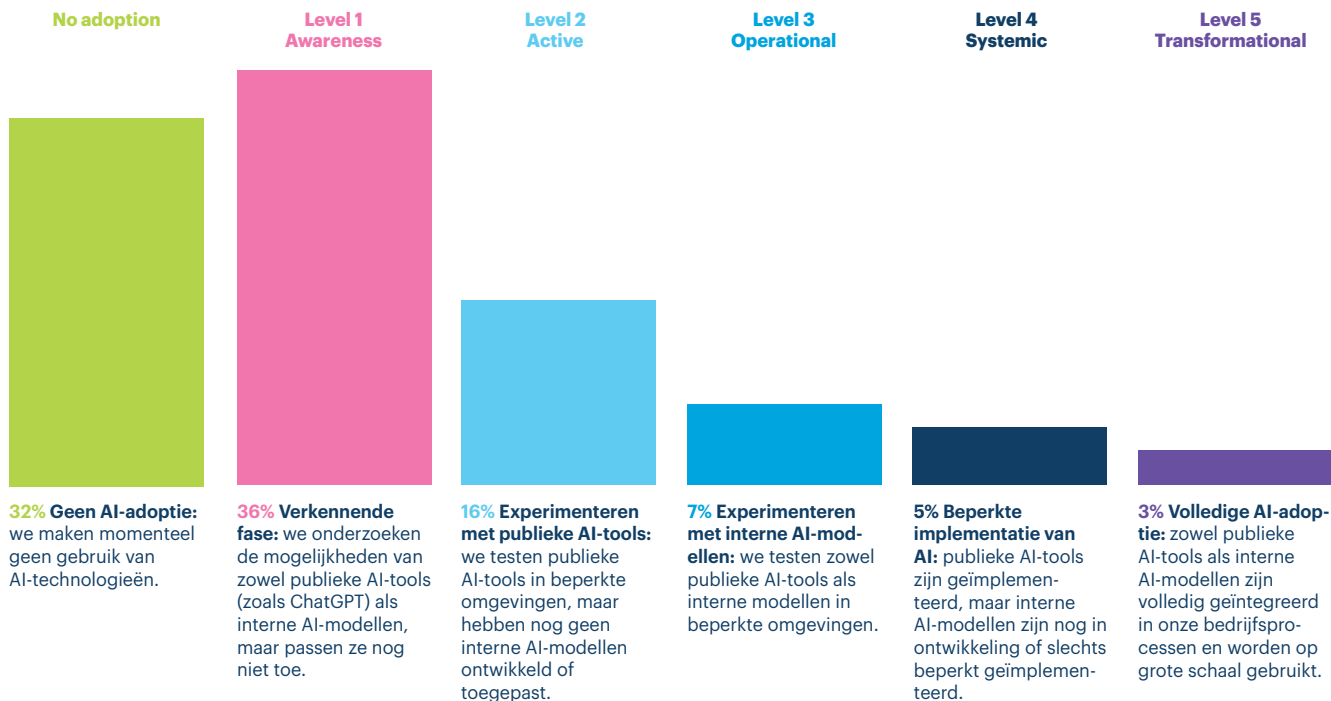 No adoption
Level 1
Awareness
Level 2
Active
Level 3
Operational
Level 4
Systemic
Level 5
Transformational
32% Geen AI-adoptie:
we maken momenteel
geen gebruik van
AI-technologieën.
36% Verkennende
fase: we onderzoeken
de mogelijkheden van
zowel publieke AI-tools
(zoals ChatGPT) als
interne AI-modellen,
maar passen ze nog
niet toe.
16% Experimenteren
met publieke AI-tools:
we testen publieke
AI-tools in beperkte
omgevingen, maar
hebben nog geen
interne AI-modellen
ontwikkeld of
toegepast.
7% Experimenteren
met interne AI-mod-
ellen: we testen zowel
publieke AI-tools als
interne modellen in
beperkte omgevingen.
5% Beperkte
implementatie van
AI: publieke AI-tools
zijn geïmplemen-
teerd, maar interne
AI-modellen zijn nog in
ontwikkeling of slechts
beperkt geïmplemen-
teerd.
3% Volledige AI-adop-
tie: zowel publieke
AI-tools als interne
AI-modellen zijn
volledig geïntegreerd
in onze bedrijfspro-
cessen en worden op
grote schaal gebruikt.